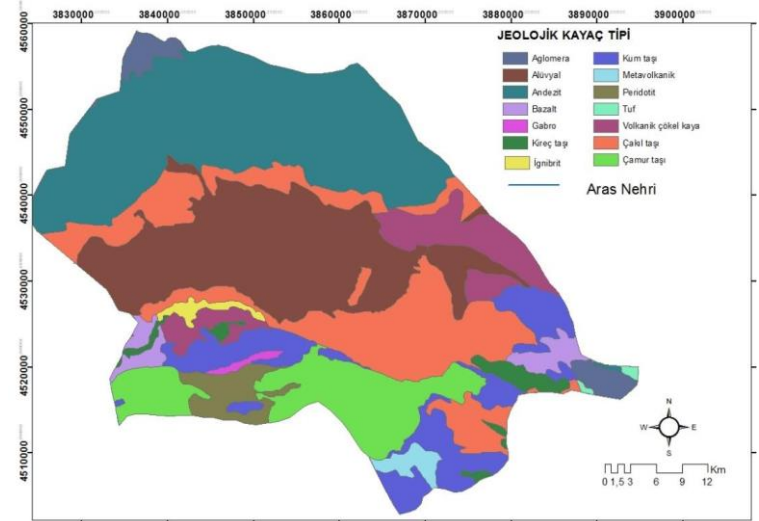 3830000 3840000 3850000 3860000 3870000 3880000 3890000 3900000
4560000
4550000
4540000
4530000
4520000
4510000
JEOLOJİK KAYAÇ TİPİ
Aglomera
Alüvyal
Andezit
Bazalt
Gabro
Kireç taşı
İgnibrit
Kum taşı
Metavolkanik
Peridotit
Tuf
Volkanik çökel kaya
Çakıl taşı
Çamur taşı
Aras Nehri
N
W E
S
Km
0 1,5 3 6 9 12